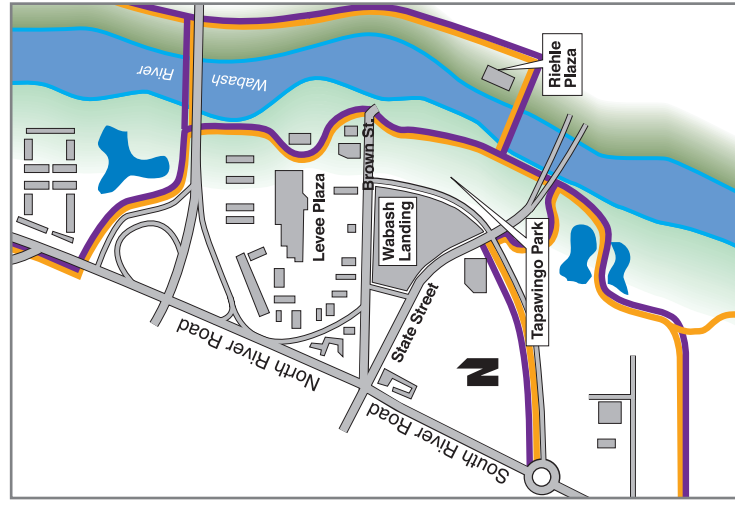 Wabash
River
Riehle
Plaza
Brown St.
Levee Plaza
Wabash
Landing
Tapawingo Park
State Street
North River Road
South River Road
N